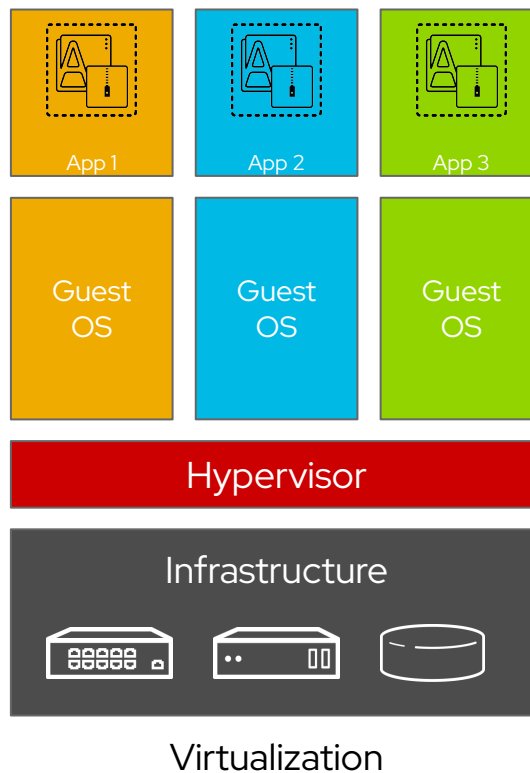 App 1
App 2
App 3
Guest
OS
Guest
OS
Guest
OS
Hypervisor
Infrastructure
Virtualization